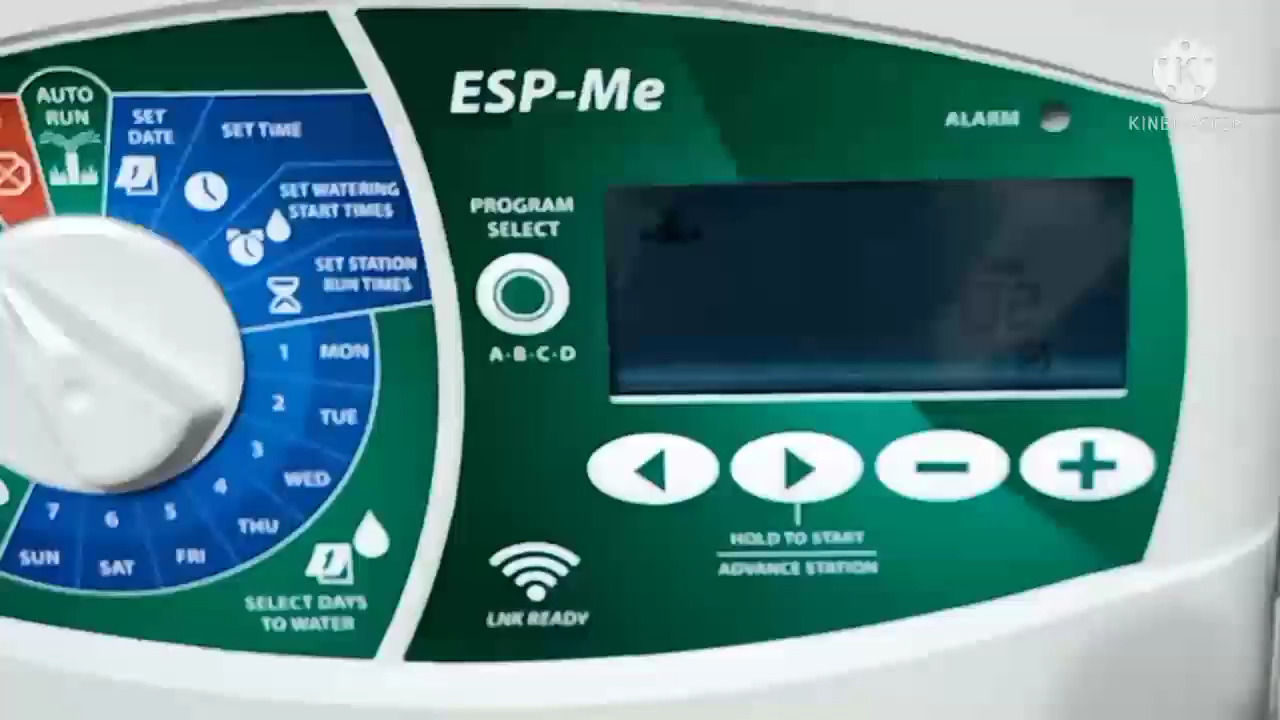 ESP-Me
ALARM
KINEMASTER
AUTO
RUN
SET
DATE
SET TIME
SET WATERING
START TIMES
SET STATION
RUN TIMES
PROGRAM
SELECT
A-B-C-D
1 MON
2 TUE
3 WED
4 THU
5 FRI
6 SAT
7 SUN
SELECT DAYS
TO WATER
HOLD TO START
ADVANCE STATION
LNK READY